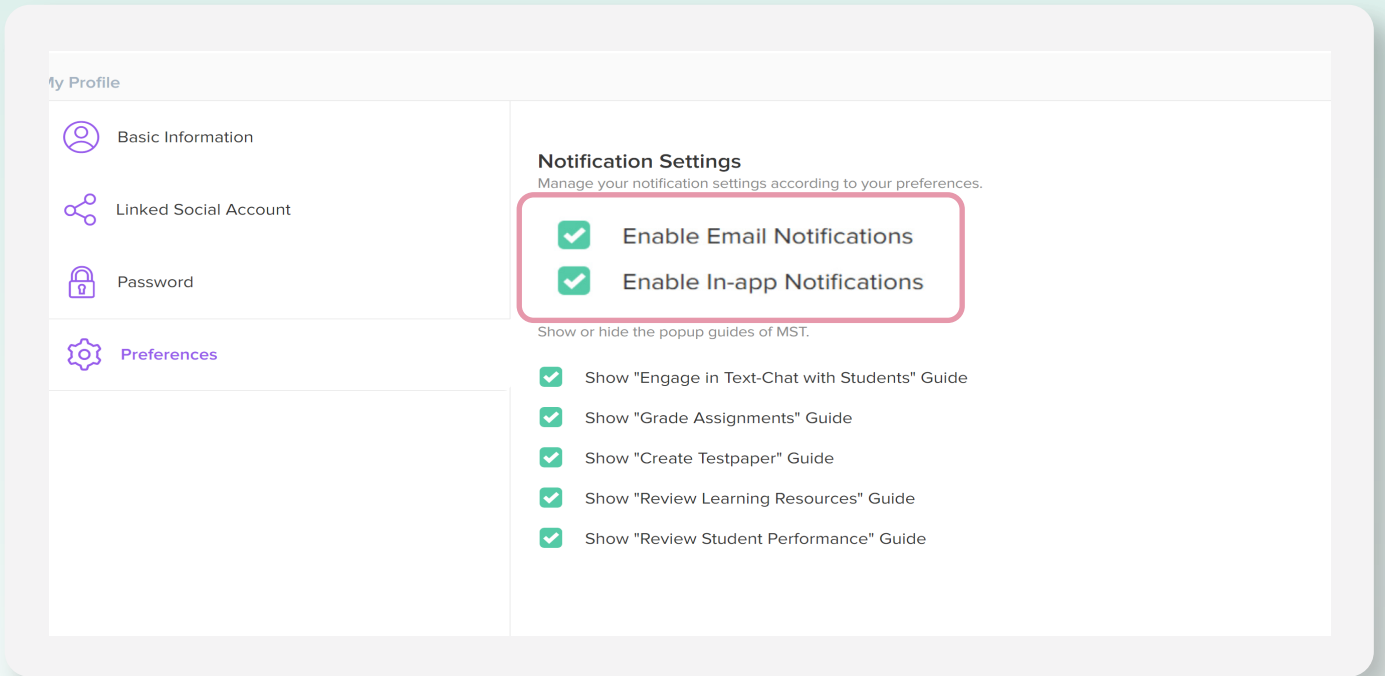 My Profile
Basic Information
Linked Social Account
Password
Preferences
Notification Settings
Manage your notification settings according to your preferences.
Enable Email Notifications
Enable In-app Notifications
Show or hide the popup guides of MST.
Show "Engage in Text-Chat with Students" Guide
Show "Grade Assignments" Guide
Show "Create Testpaper" Guide
Show "Review Learning Resources" Guide
Show "Review Student Performance" Guide